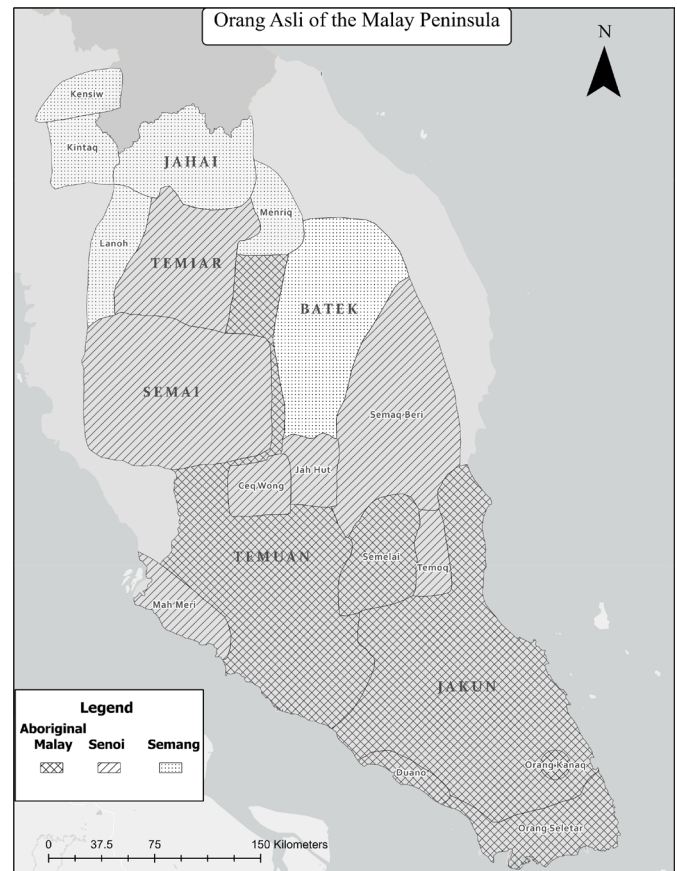 Orang Asli of the Malay Peninsula
N
Kensiw
Kintaq
JAHAI
Menriq
Lanoh
TEMIAR
BATEK
SEMAI
Semaq Beri
Jah Hut
Ceq Wong
TEMUAN
Semelai
Temoq
Mah Meri
JAKUN
Legend
Aboriginal
Malay Senoi Semang
Duano
Orang Kanaq
Orang Seletar
0 37.5 75 150 Kilometers